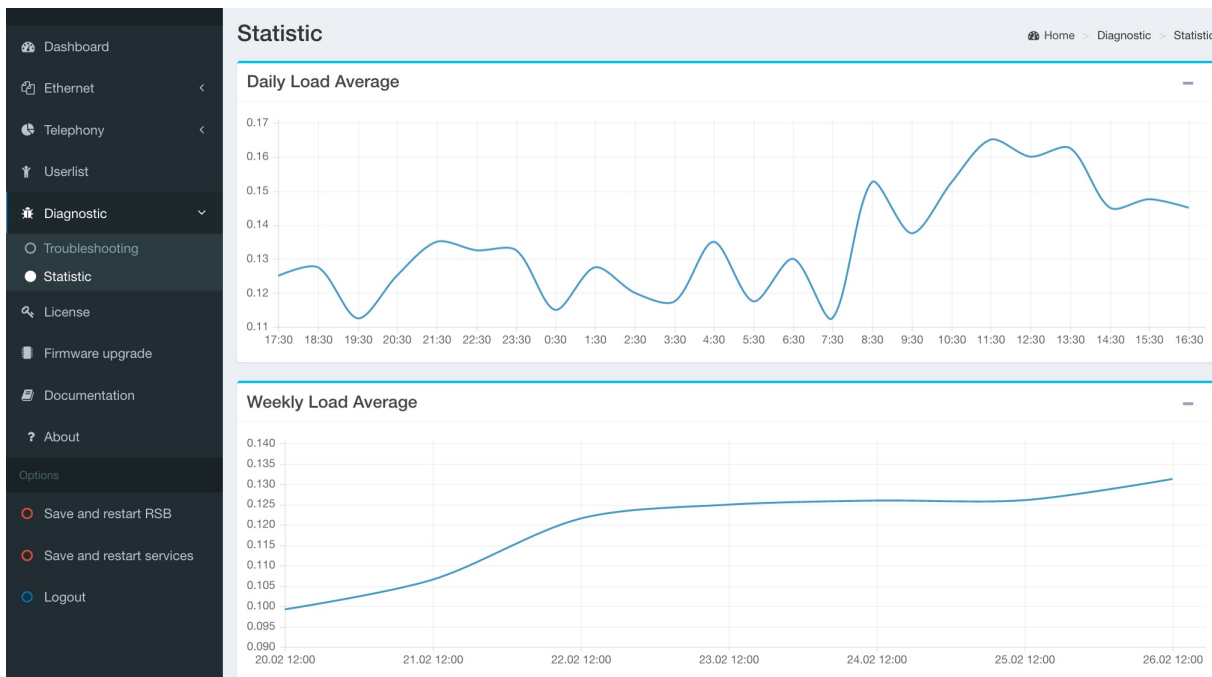 Dashboard
Ethernet
Telephony
Userlist
Diagnostic
Troubleshooting
Statistic
License
Firmware upgrade
Documentation
? About
Options
Save and restart RSB
Save and restart services
Logout
Statistic
Home > Diagnostic > Statistic
Daily Load Average
0.17
0.16
0.15
0.14
0.13
0.12
0.11
17:30 18:30 19:30 20:30 21:30 22:30 23:30 0:30 1:30 2:30 3:30 4:30 5:30 6:30 7:30 8:30 9:30 10:30 11:30 12:30 13:30 14:30 15:30 16:30
Weekly Load Average
0.140
0.135
0.130
0.125
0.120
0.115
0.110
0.105
0.100
0.095
0.090
20.02 12:00 21.02 12:00 22.02 12:00 23.02 12:00 24.02 12:00 25.02 12:00 26.02 12:00